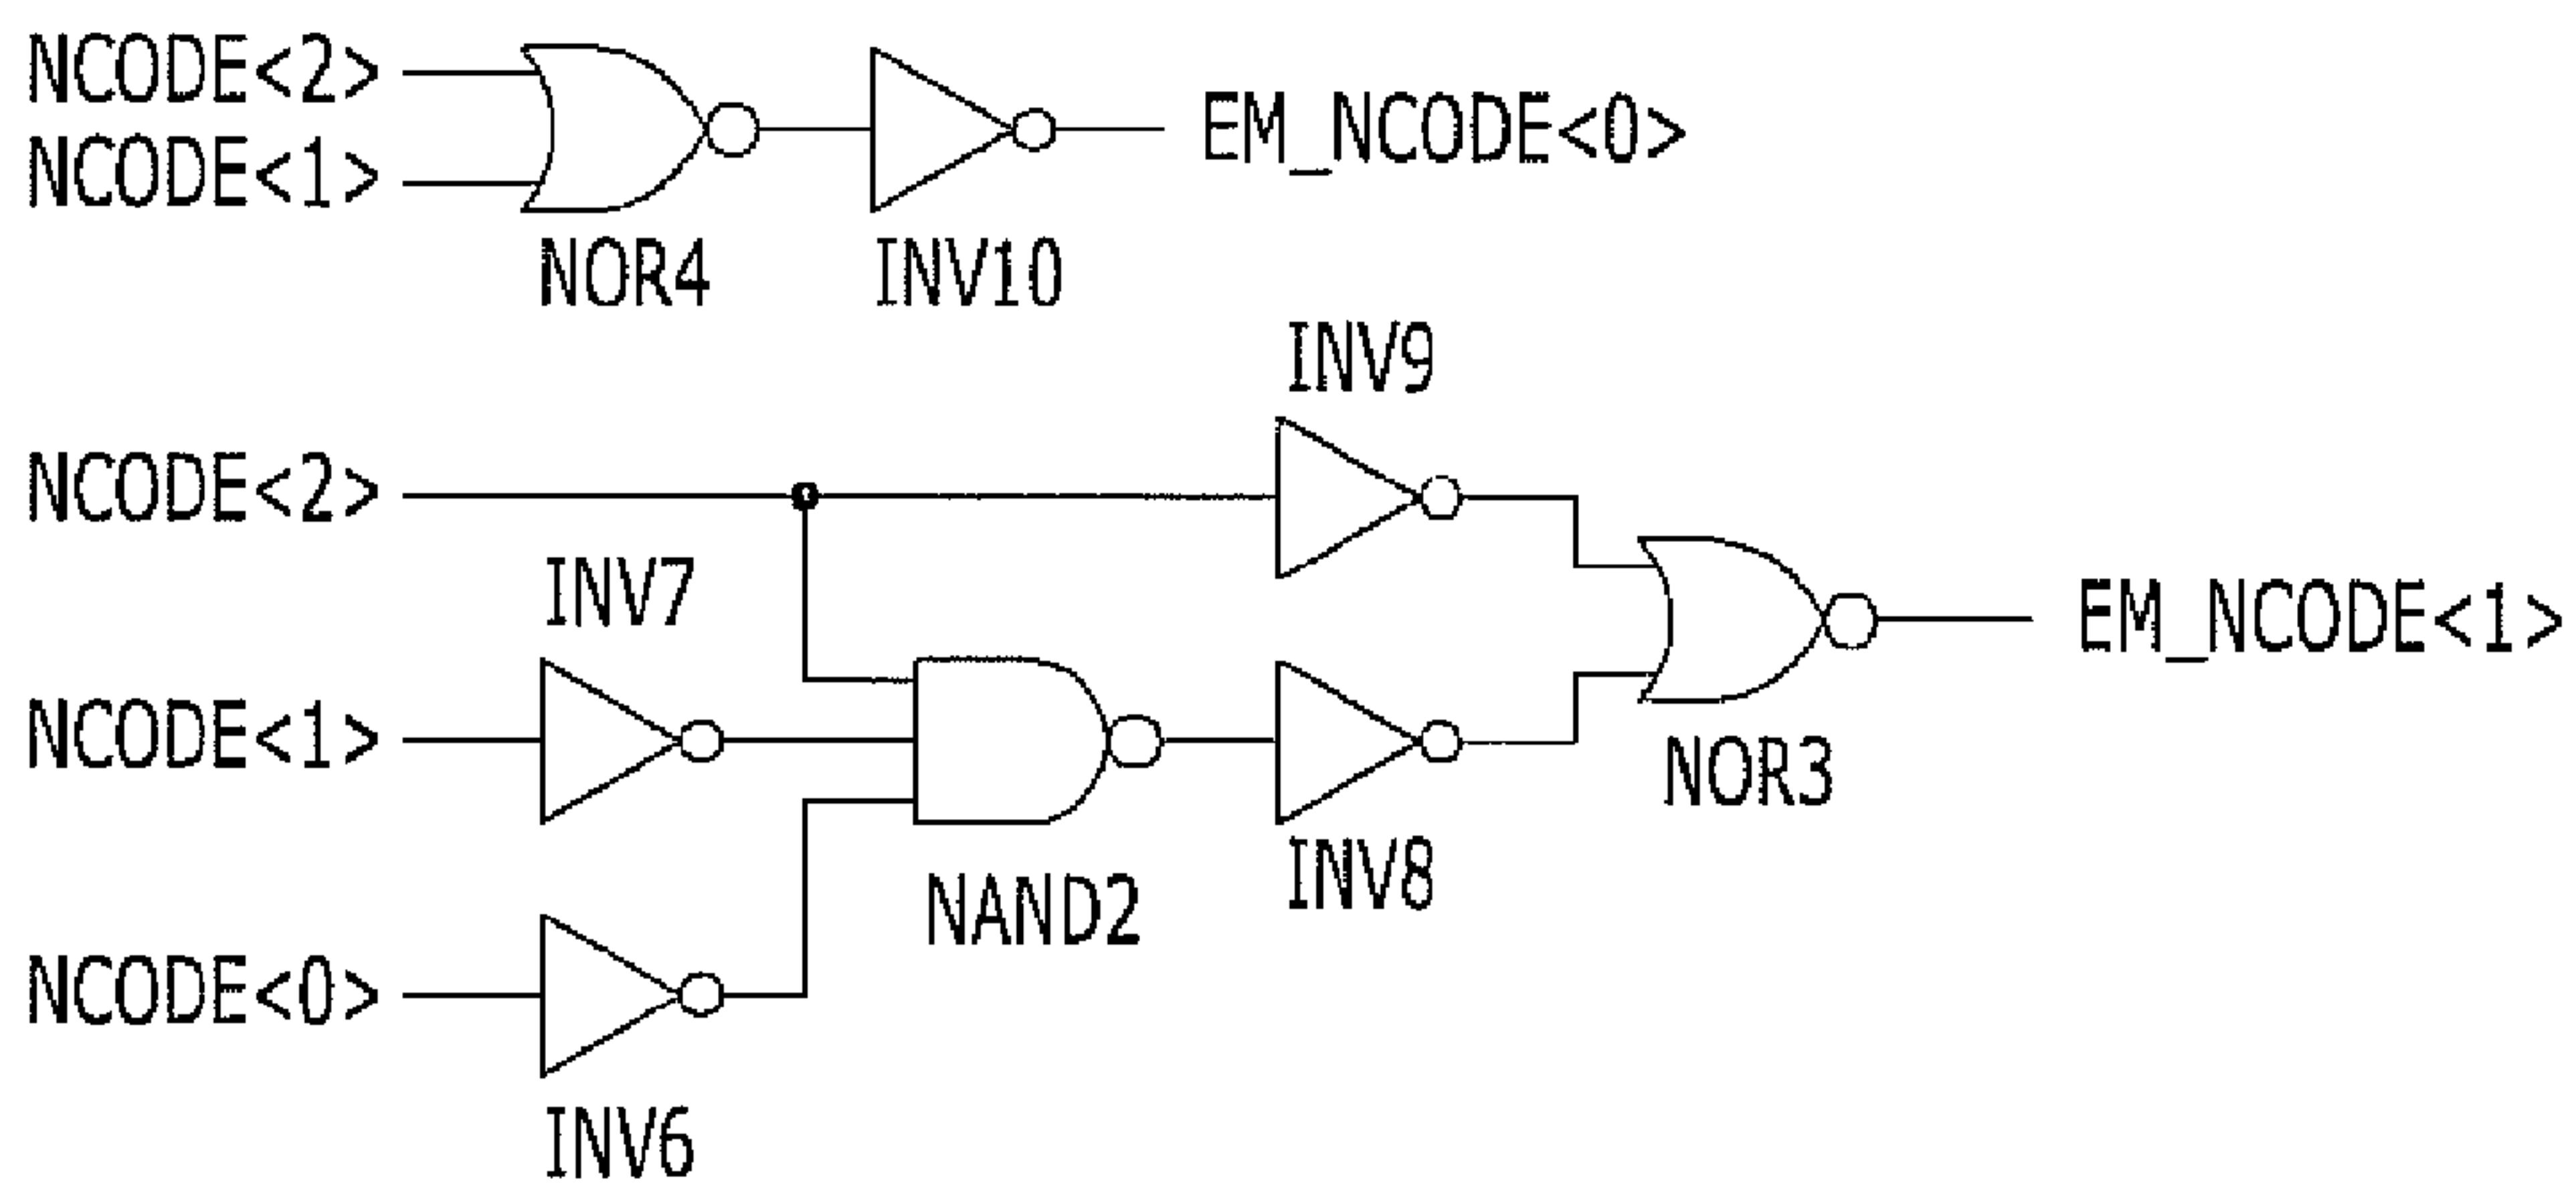 NCODE<2>
NCODE<1>
EM_NCODE<0>
NOR4
INV10
INV9
NCODE<2>
INV7
EM_NCODE<1>
NCODE<1>
NOR3
INV8
NAND2
NCODE<0>
INV6